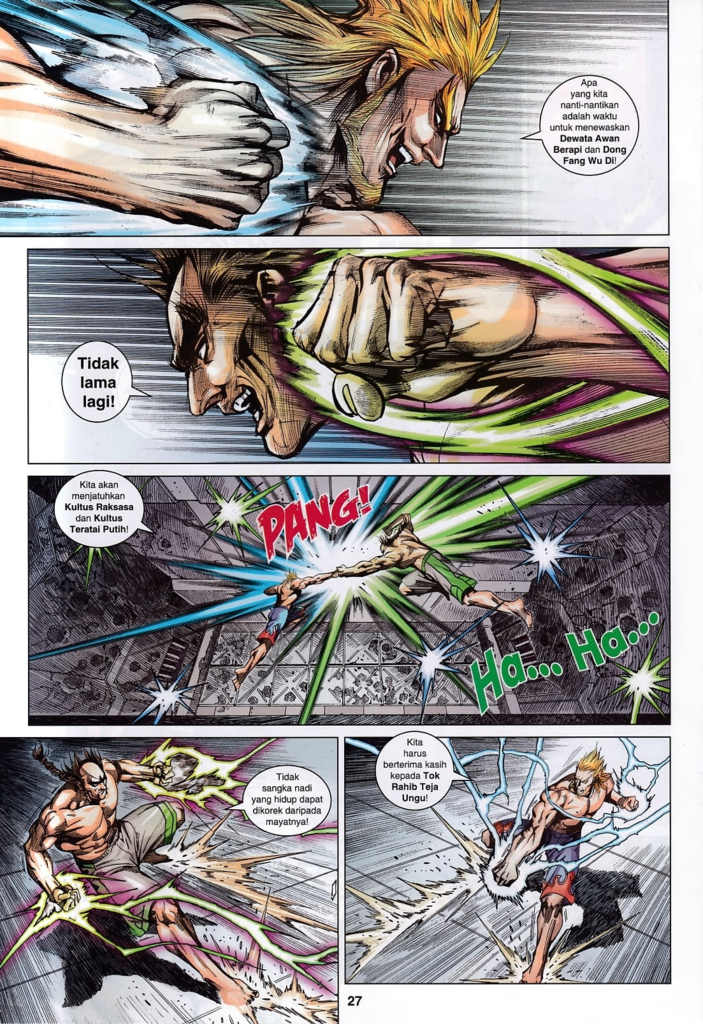 Apa
yang kita
nanti-nantikan
adalah waktu
untuk menewaskan
Dewata Awan
Berapi dan Dong
Fang Wu Di!
Tidak
lama
lagi!
Kita akan
menjatuhkan
Kultus Raksasa
dan Kultus
Teratai Putih!
PANG!
Ha... Ha...
Tidak
sangka nadi
yang hidup dapat
dikorek daripada
mayatnya!
Kita
harus
berterima kasih
kepada Tok
Rahib Teja
Ungu!
27